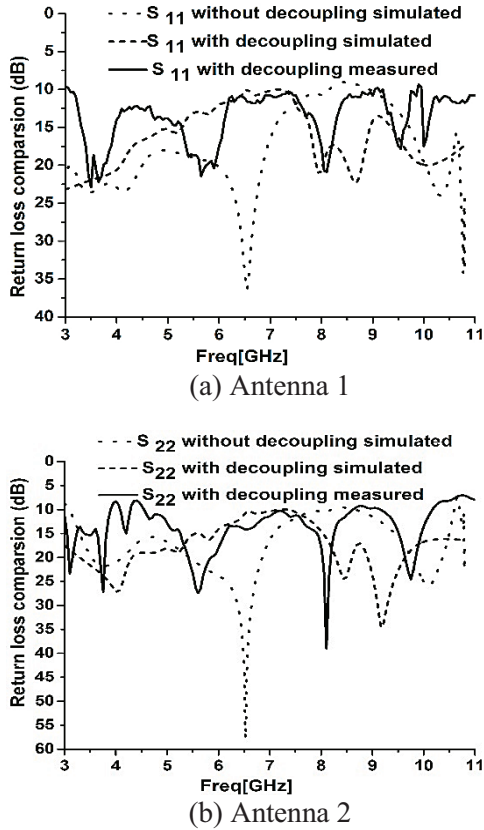 S 11 without decoupling simulated
S 11 with decoupling simulated
S 11 with decoupling measured
Return loss comparsion (dB)
0
5
10
15
20
25
30
35
40
3 4 5 6 7 8 9 10 11
Freq[GHz]
(a) Antenna 1
S 22 without decoupling simulated
S 22 with decoupling simulated
S 22 with decoupling measured
Return loss comparsion (dB)
0
5
10
15
20
25
30
35
40
45
50
55
60
3 4 5 6 7 8 9 10 11
Freq[GHz]
(b) Antenna 2